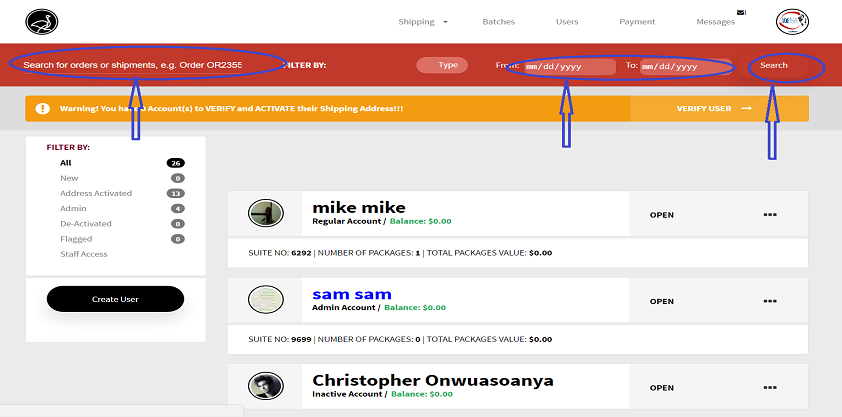 Shipping Batches Users Payment Messages
Search for orders or shipments, e.g. Order OR2355 FILTER BY: Type From: mm/dd/yyyy To: mm/dd/yyyy Search
Warning! You have 0 Account(s) to VERIFY and ACTIVATE their Shipping Address!!! VERIFY USER
FILTER BY:
All 26
New 0
Address Activated 13
Admin 4
De-Activated 0
Flagged 0
Staff Access
Create User
mike mike
Regular Account / Balance: $0.00
OPEN
SUITE NO: 6292 | NUMBER OF PACKAGES: 1 | TOTAL PACKAGES VALUE: $0.00
sam sam
Admin Account / Balance: $0.00
OPEN
SUITE NO: 9699 | NUMBER OF PACKAGES: 0 | TOTAL PACKAGES VALUE: $0.00
Christopher Onwuasoanya
Inactive Account / Balance: $0.00
OPEN